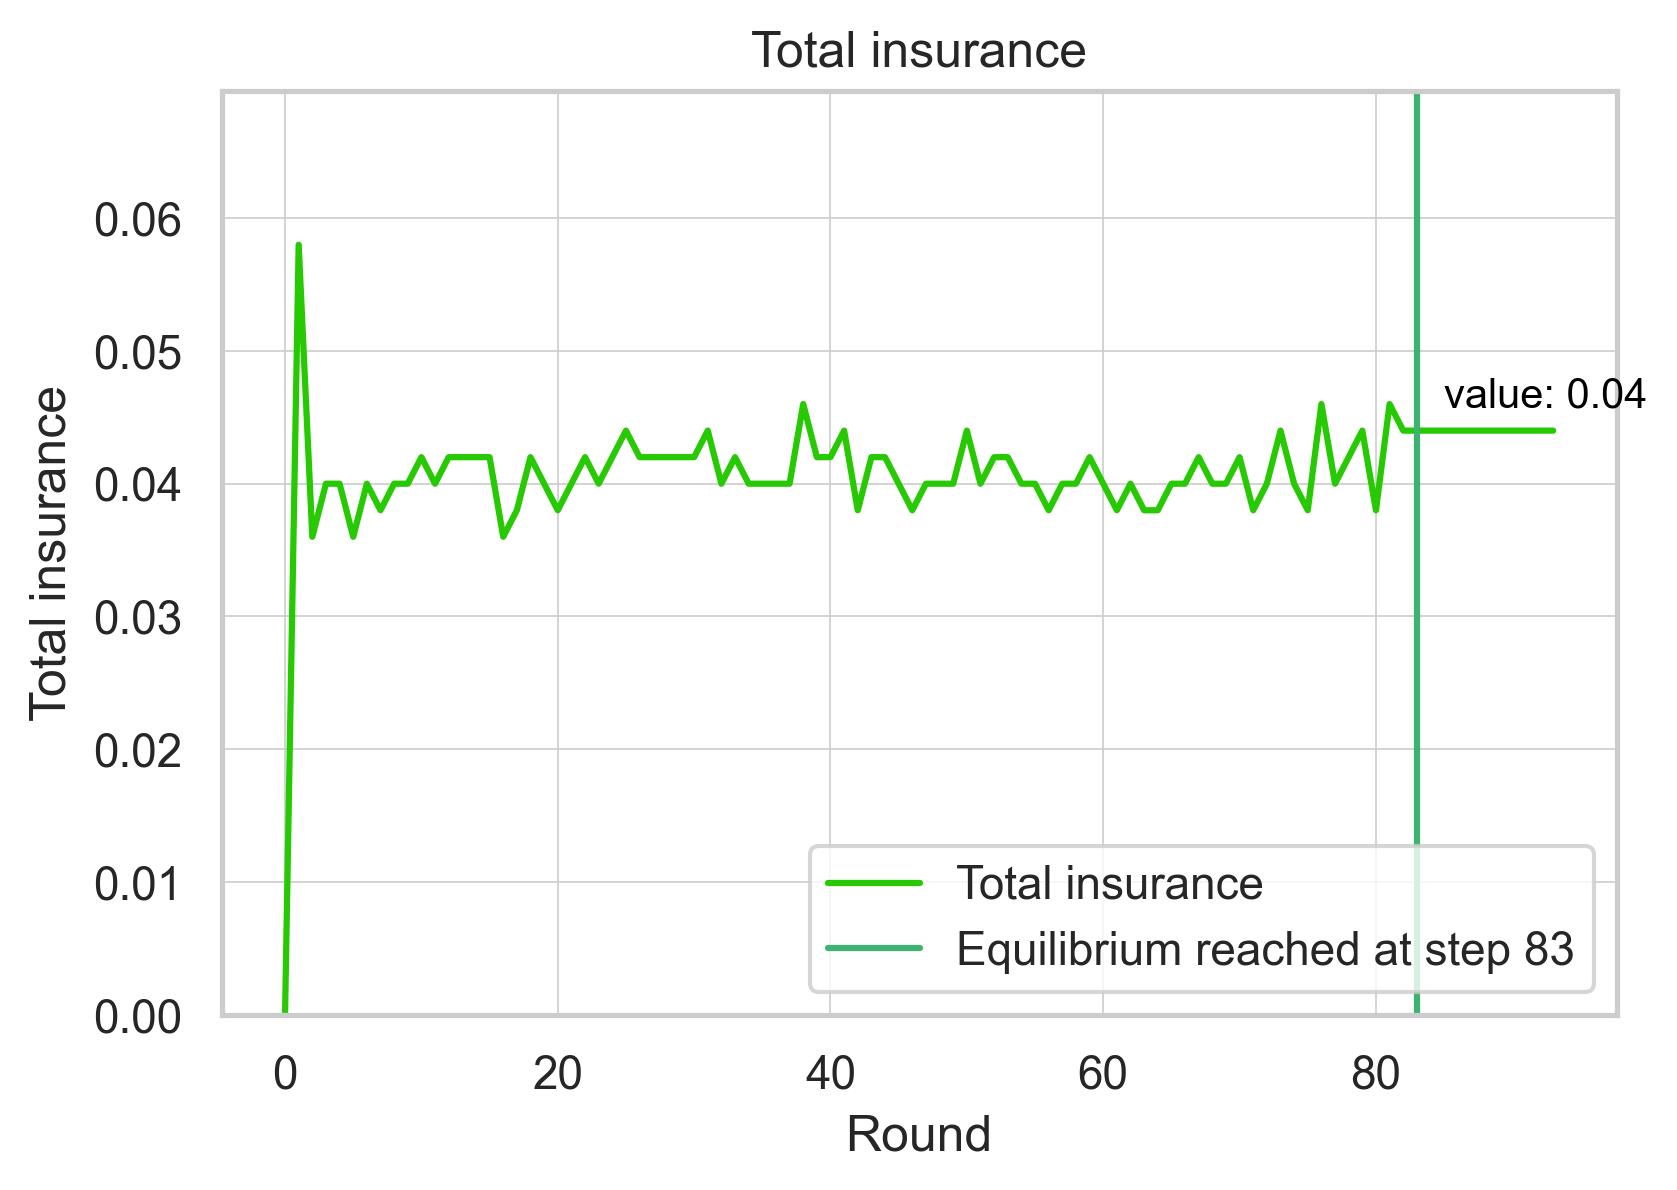 Total insurance
Total insurance
0.06
0.05
0.04
0.03
0.02
0.01
0.00
value: 0.04
Total insurance
Equilibrium reached at step 83
0 20 40 60 80
Round